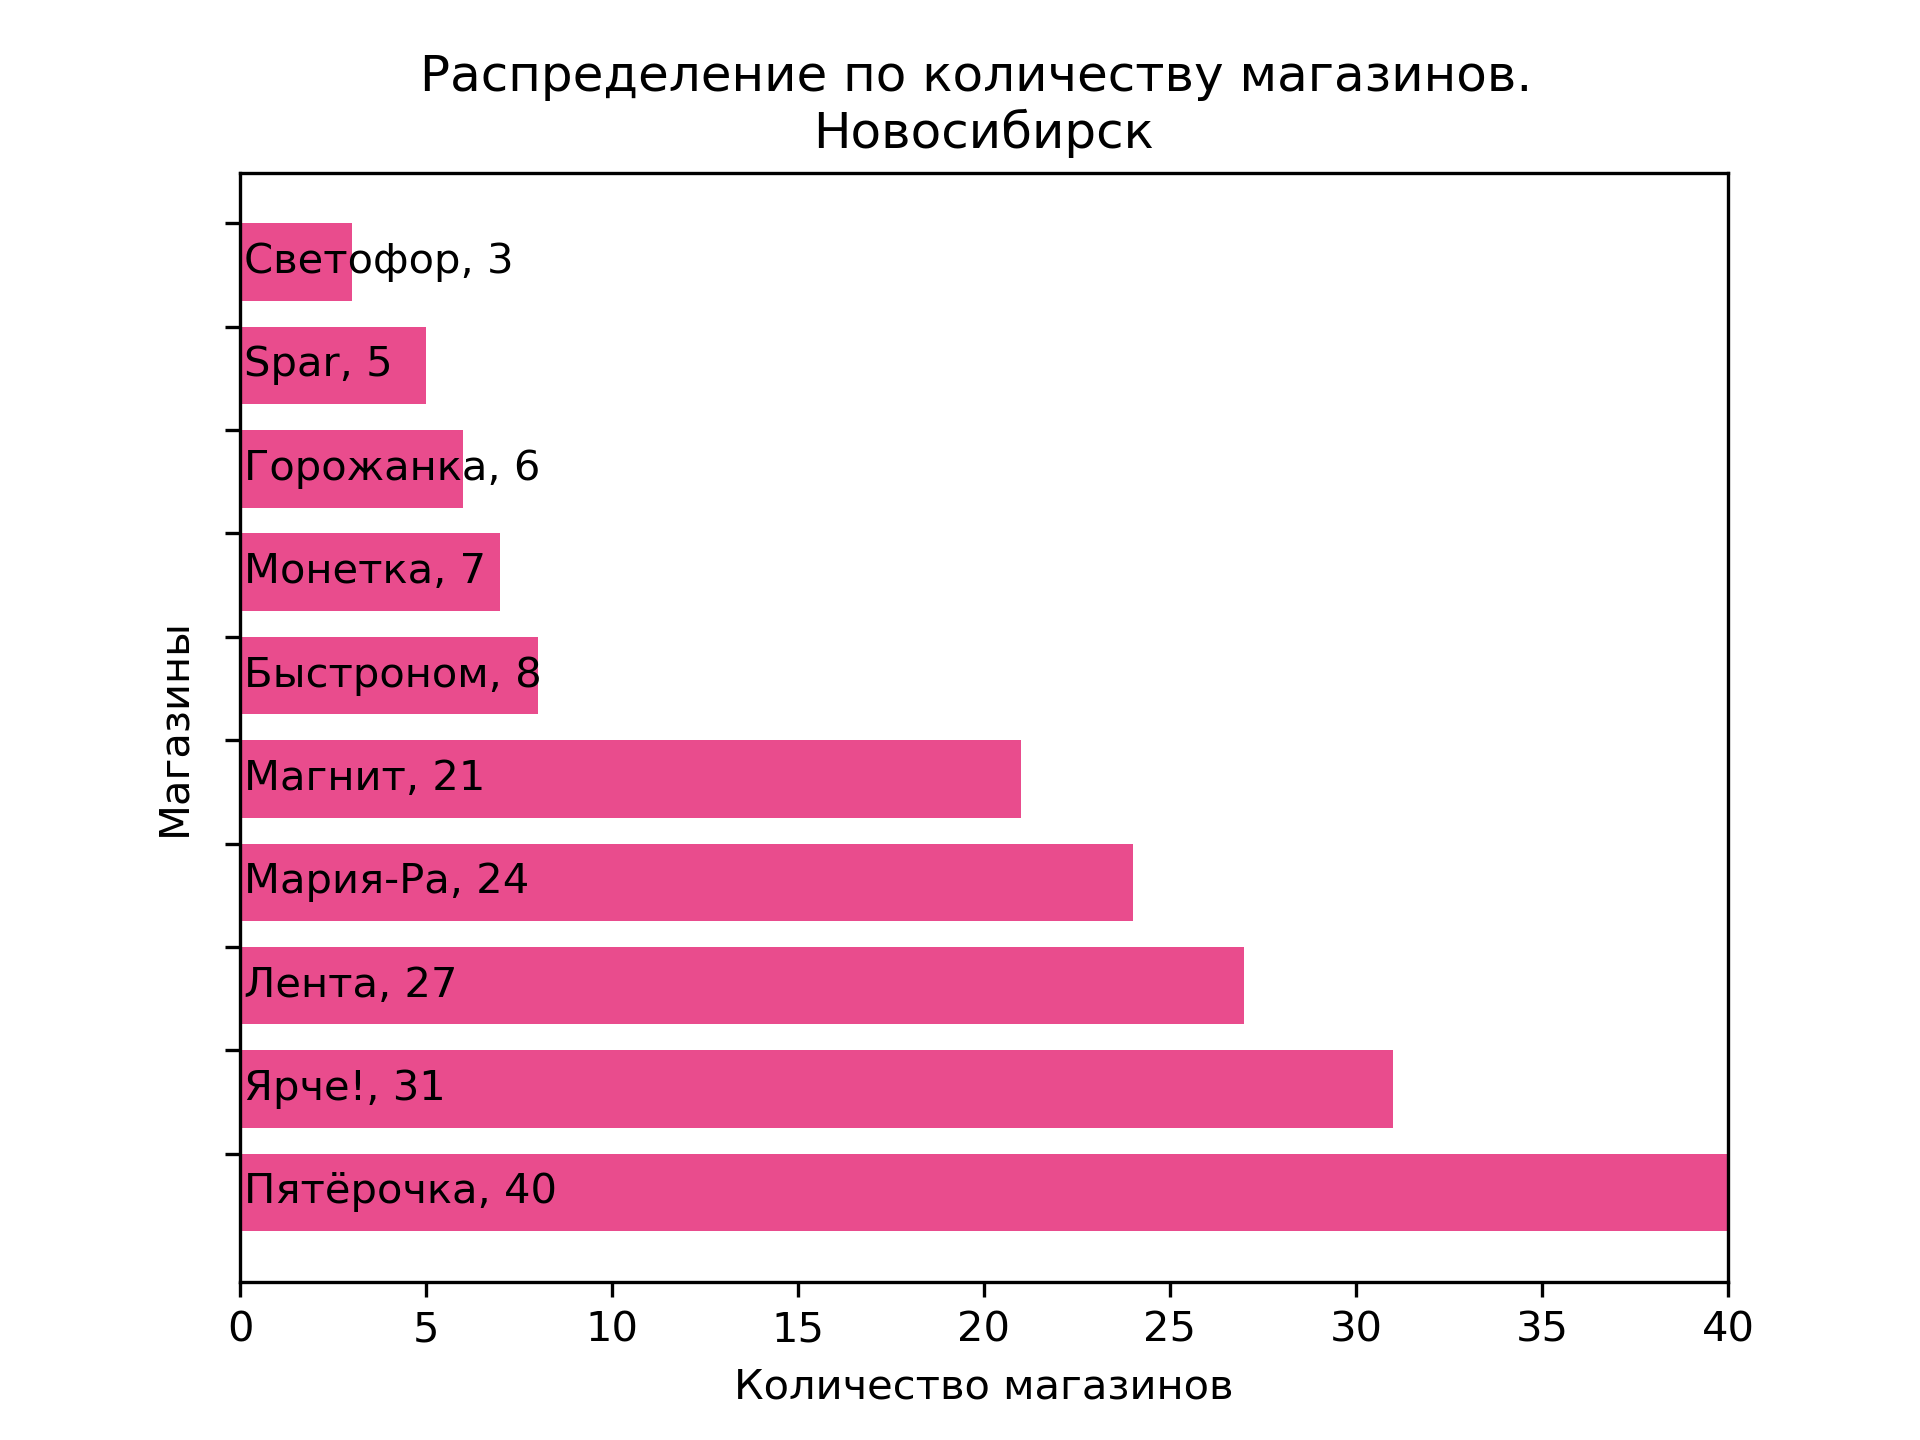 Распределение по количеству магазинов.
Новосибирск
Светофор, 3
Spar, 5
Горожанка, 6
Монетка, 7
Быстроном, 8
Магнит, 21
Мария-Ра, 24
Лента, 27
Ярче!, 31
Пятёрочка, 40
Магазины
0 5 10 15 20 25 30 35 40
Количество магазинов